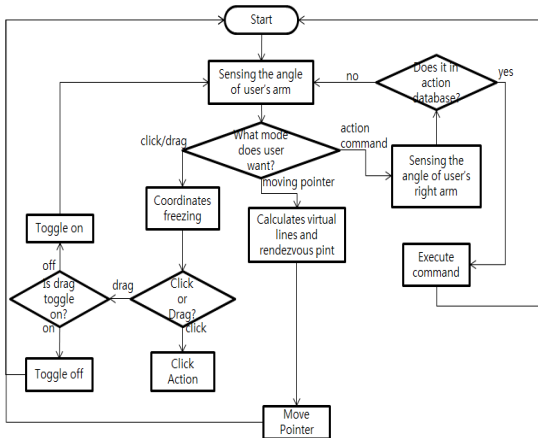 Start
Sensing the angle
of user's arm
Does it in
action
database?
no
yes
What mode
does user
want?
click/drag
action
command
moving pointer
Sensing the
angle of user's
right arm
Coordinates
freezing
Calculates virtual
lines and
rendezvous pint
Toggle on
off
Is drag
toggle
on?
on
drag
Click
or
Drag?
click
Execute
command
Toggle off
Click
Action
Move
Pointer